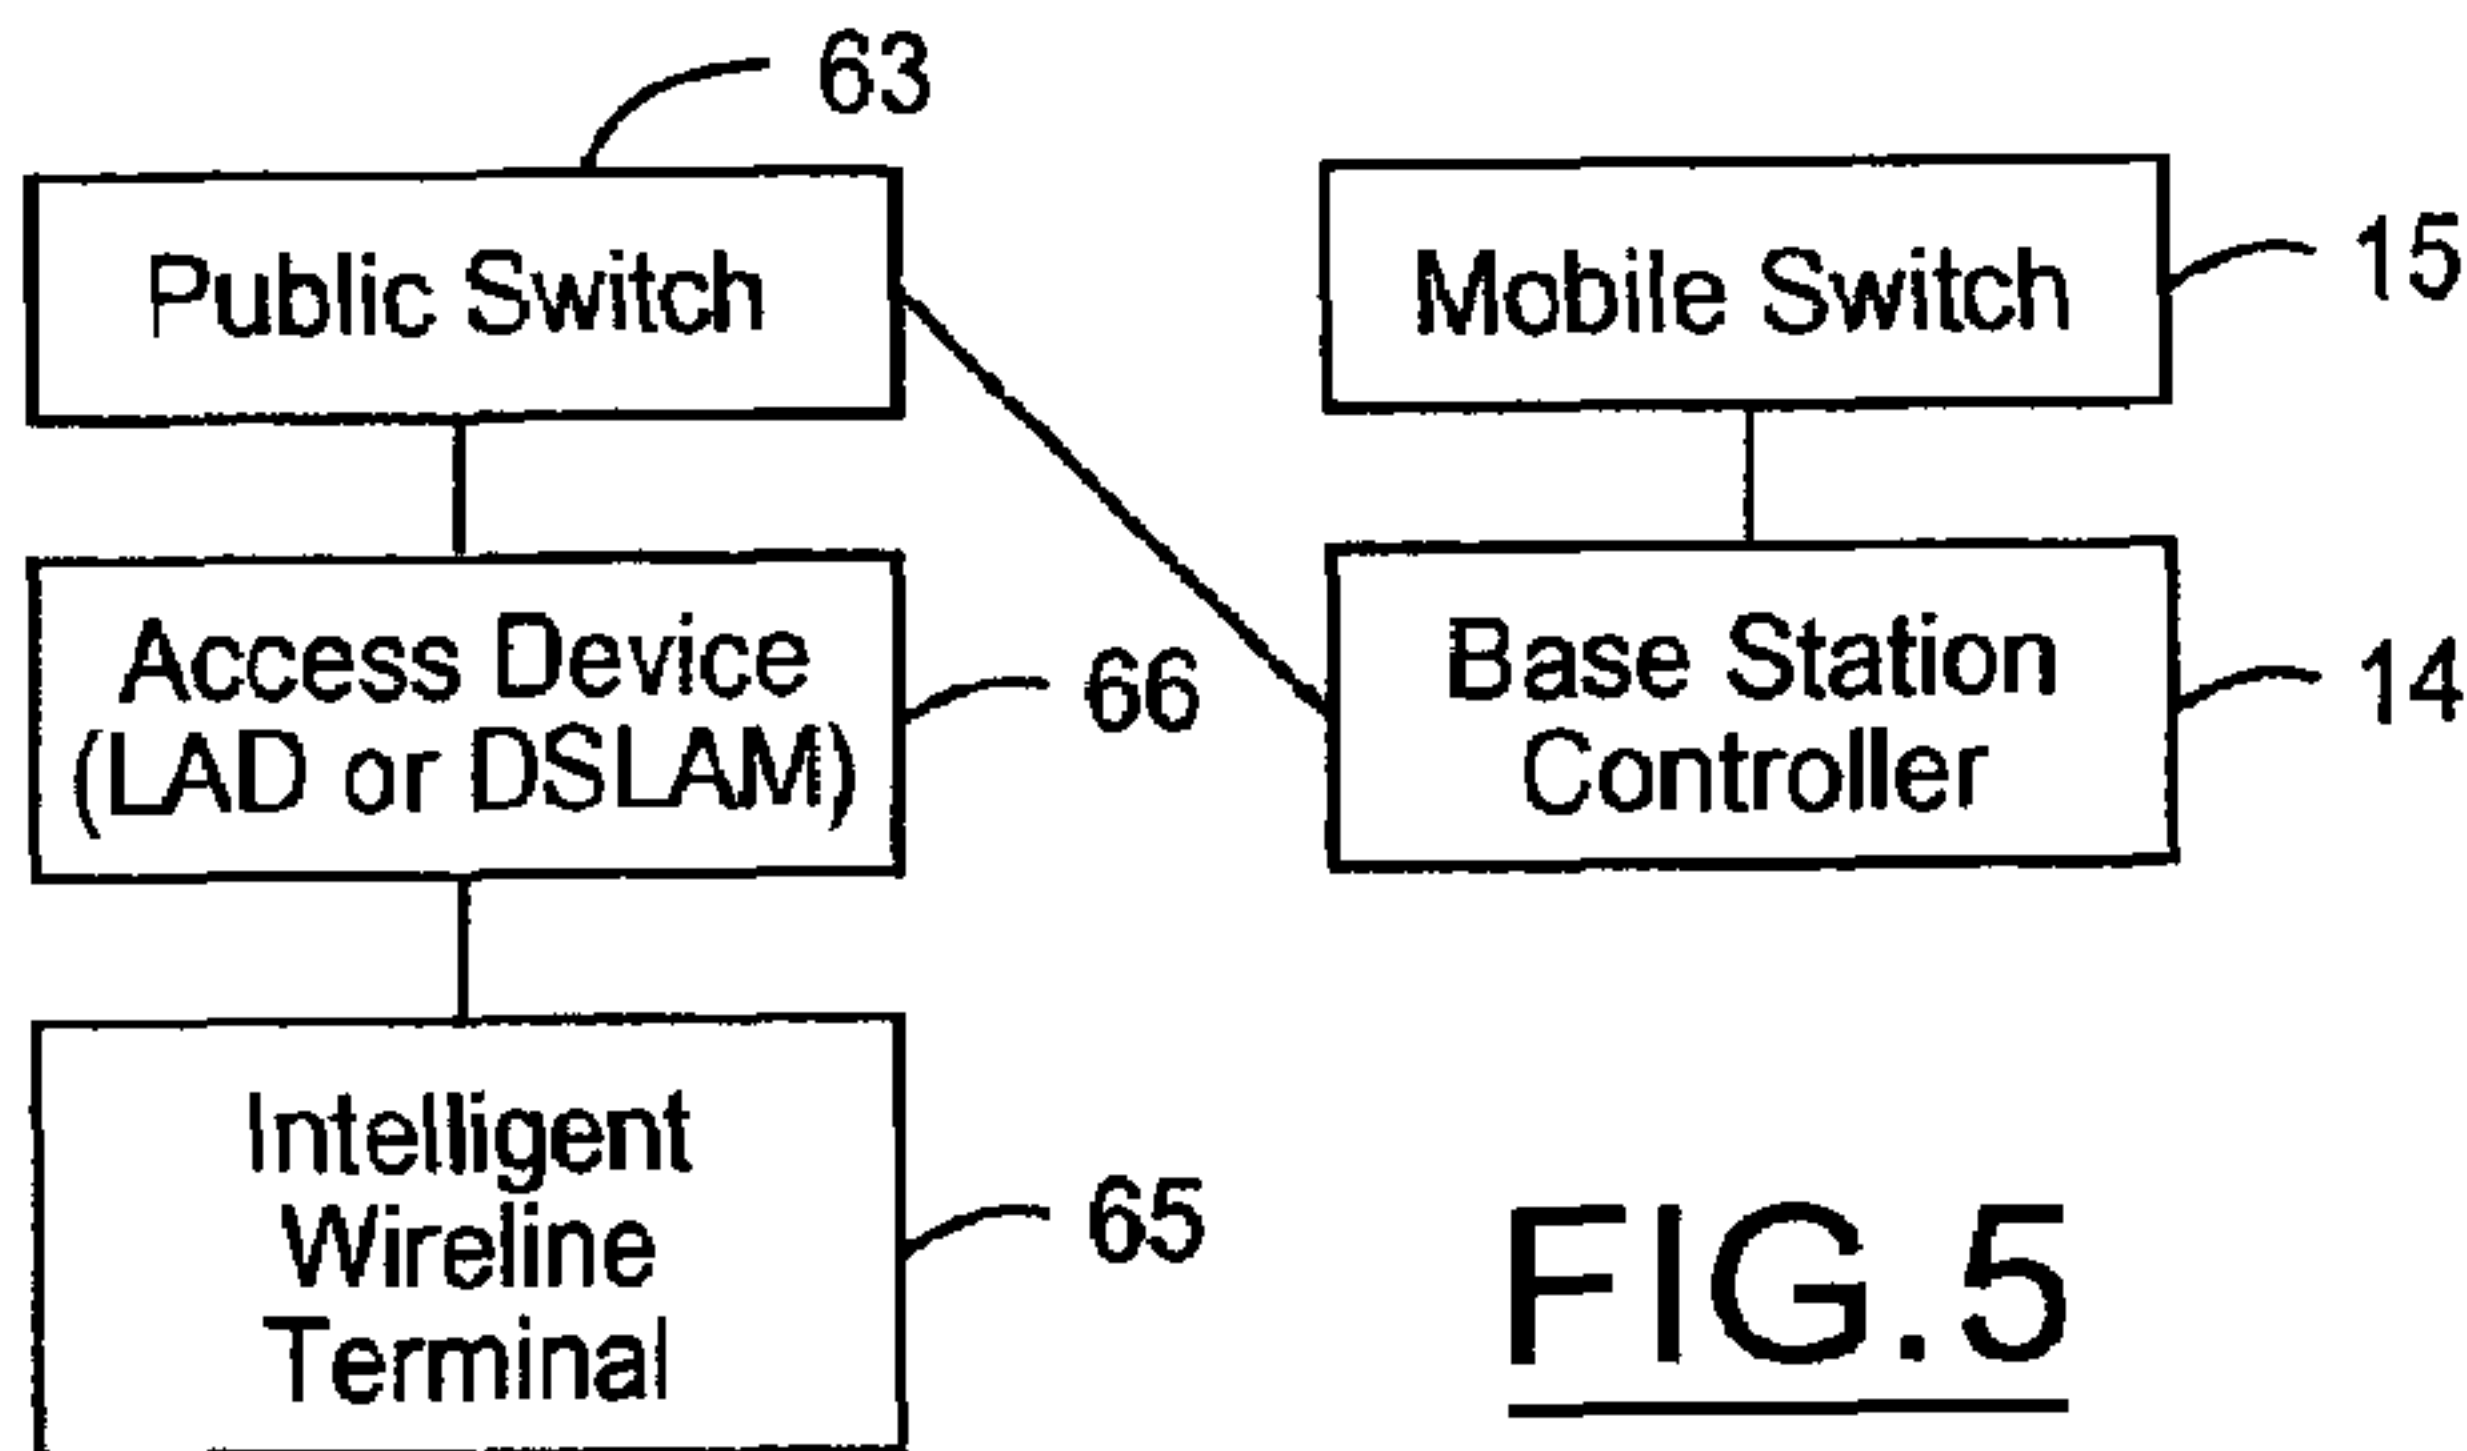 63
Public Switch
Mobile Switch
15
Access Device
(LAD or DSLAM)
66
Base Station
Controller
14
Intelligent
Wireline
Terminal
65
FIG.5